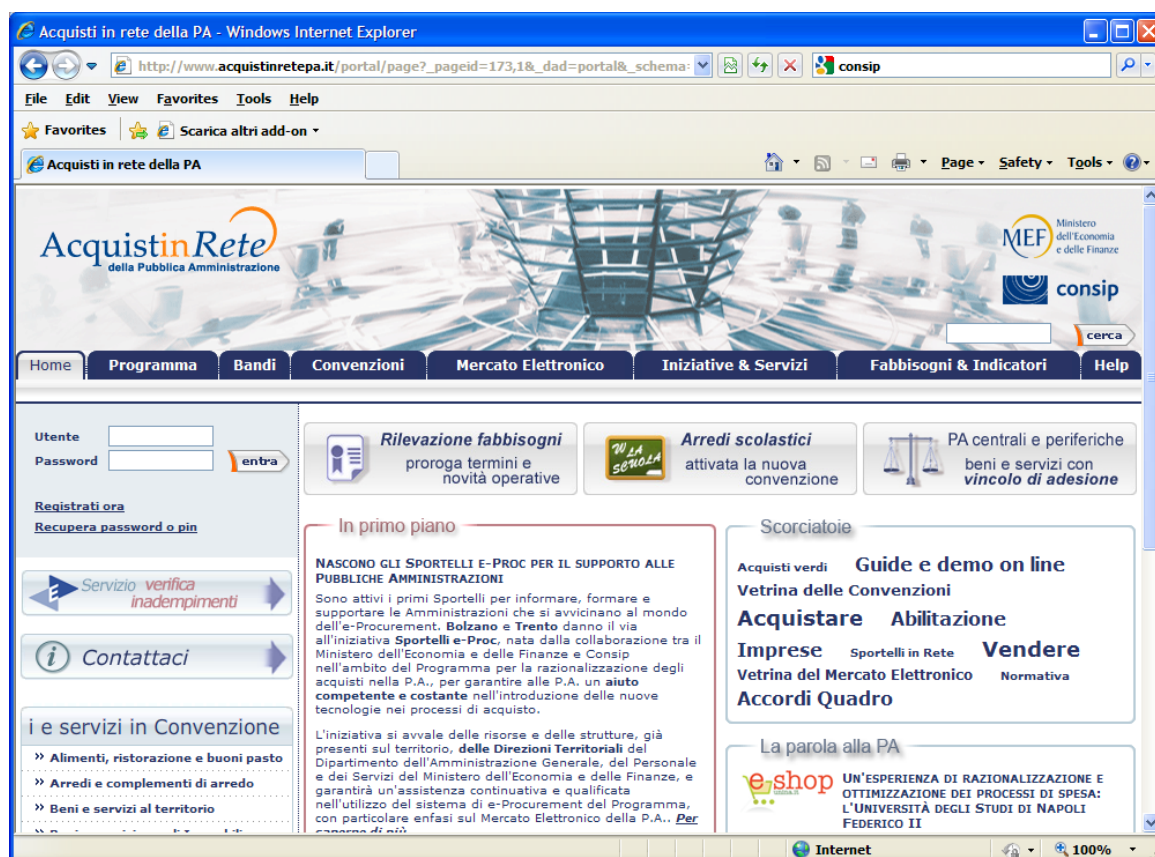 Acquisti in rete della PA - Windows Internet Explorer
http://www.acquistinretepa.it/portal/page?_pageid=173,1&_dad=portal&_schema=
consip
File Edit View Favorites Tools Help
Favorites Scarica altri add-on
Acquisti in rete della PA
Page Safety Tools
AcquistinRete
della Pubblica Amministrazione
MEF Ministero
dell'Economia
e delle Finanze
consip
cerca
Home Programma Bandi Convenzioni Mercato Elettronico Iniziative & Servizi Fabbisogni & Indicatori Help
Utente
Password entra
Registrati ora
Recupera password o pin
Servizio verifica
inadempimenti
i Contattaci
i e servizi in Convenzione
» Alimenti, ristorazione e buoni pasto
» Arredi e complementi di arredo
» Beni e servizi al territorio
Rilevazione fabbisogni
proroga termini e
novità operative
W LA
SCUOLA
Arredi scolastici
attivata la nuova
convenzione
PA centrali e periferiche
beni e servizi con
vincolo di adesione
In primo piano
NASCONO GLI SPORTELLI E-PROC PER IL SUPPORTO ALLE
PUBBLICHE AMMINISTRAZIONI
Sono attivi i primi Sportelli per informare, formare e
supportare le Amministrazioni che si avvicinano al mondo
dell'e-Procurement. Bolzano e Trento danno il via
all'iniziativa Sportelli e-Proc, nata dalla collaborazione tra il
Ministero dell'Economia e delle Finanze e Consip
nell'ambito del Programma per la razionalizzazione degli
acquisti nella P.A., per garantire alle P.A. un aiuto
competente e costante nell'introduzione delle nuove
tecnologie nei processi di acquisto.
L'iniziativa si avvale delle risorse e delle strutture, già
presenti sul territorio, delle Direzioni Territoriali del
Dipartimento dell'Amministrazione Generale, del Personale
e dei Servizi del Ministero dell'Economia e delle Finanze, e
garantirà un'assistenza continuativa e qualificata
nell'utilizzo del sistema di e-Procurement del Programma,
con particolare enfasi sul Mercato Elettronico della P.A.. Per
saperne di più
Scorciatoie
Acquisti verdi Guide e demo on line
Vetrina delle Convenzioni
Acquistare Abilitazione
Imprese Sportelli in Rete Vendere
Vetrina del Mercato Elettronico Normativa
Accordi Quadro
La parola alla PA
e-shop
unina.it
UN'ESPERIENZA DI RAZIONALIZZAZIONE E
OTTIMIZZAZIONE DEI PROCESSI DI SPESA:
L'UNIVERSITÀ DEGLI STUDI DI NAPOLI
FEDERICO II
Internet 100%